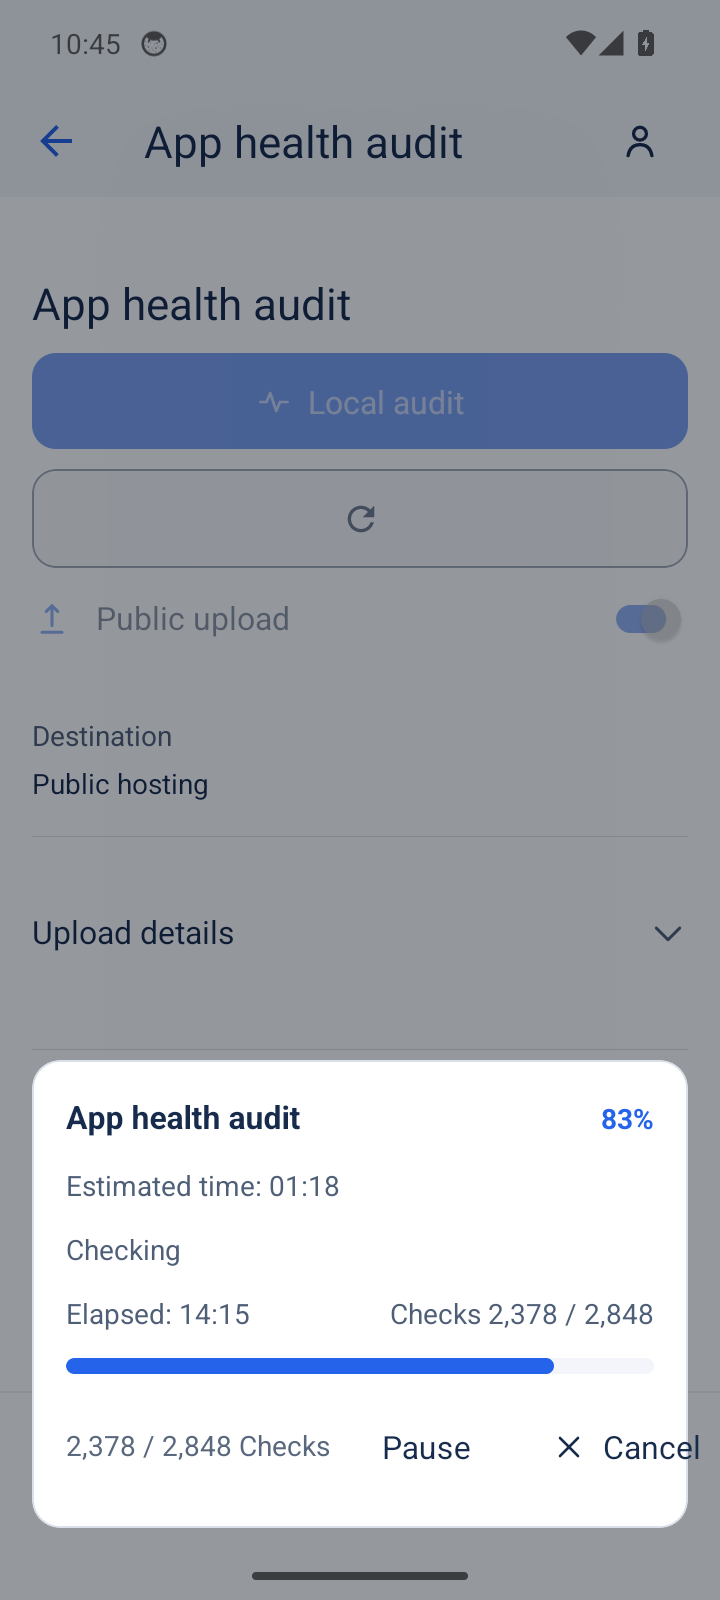 10:45
App health audit
App health audit
Local audit
Public upload
Destination
Public hosting
Upload details
App health audit 83%
Estimated time: 01:18
Checking
Elapsed: 14:15 Checks 2,378 / 2,848
2,378 / 2,848 Checks Pause Cancel